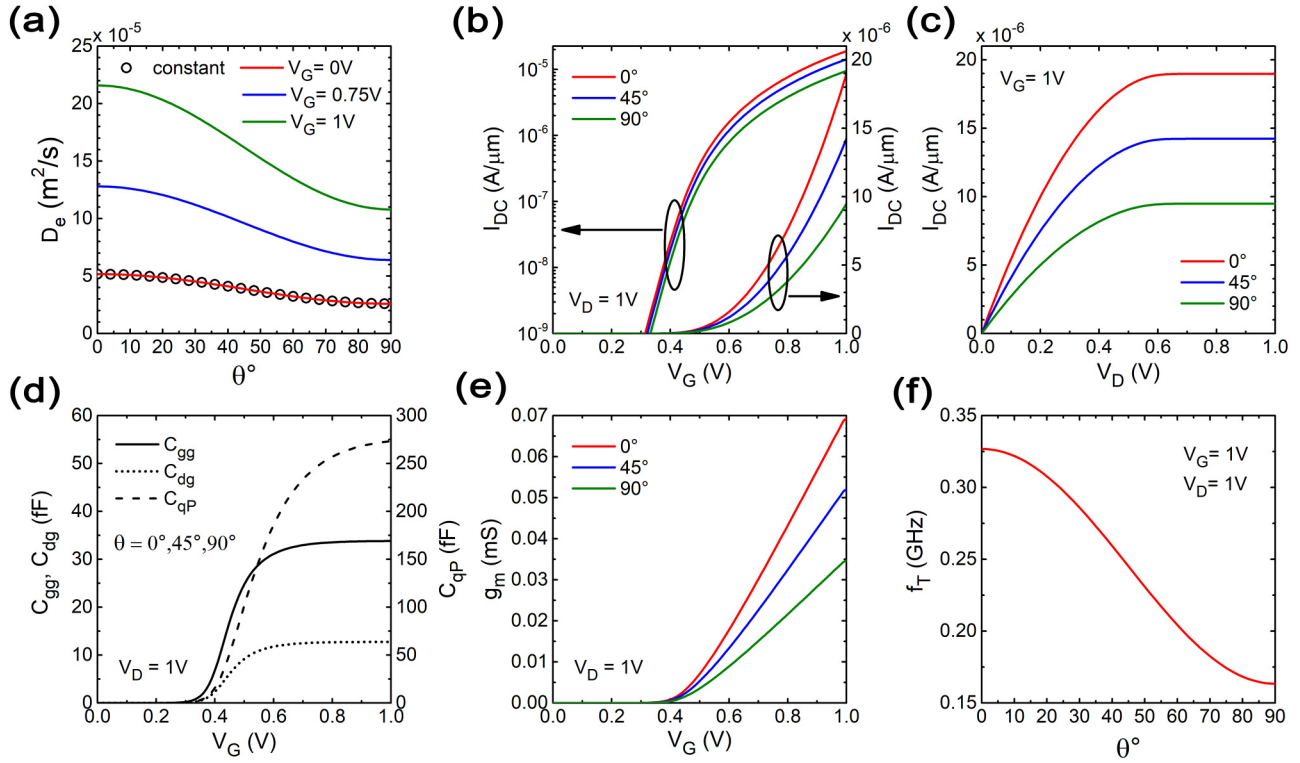 (a)
× 10⁻⁵
25
20
15
10
5
0
Dₑ (m²/s)
constant
V_G= 0V
V_G= 0.75V
V_G= 1V
0 10 20 30 40 50 60 70 80 90
θ°
(b)
× 10⁻⁶
10⁻⁵
10⁻⁶
10⁻⁷
10⁻⁸
10⁻⁹
I_DC (A/μm)
0°
45°
90°
V_D = 1V
20
15
10
5
0
I_DC (A/μm)
0.0 0.2 0.4 0.6 0.8 1.0
V_G (V)
(c)
× 10⁻⁶
20
15
10
5
0
I_DC (A/μm)
V_G= 1V
0°
45°
90°
0.0 0.2 0.4 0.6 0.8 1.0
V_D (V)
(d)
60
50
40
30
20
10
0
C_gg, C_dg (fF)
C_gg
C_dg
C_qP
θ = 0°,45°,90°
V_D = 1V
300
250
200
150
100
50
0
C_qP (fF)
0.0 0.2 0.4 0.6 0.8 1.0
V_G (V)
(e)
0.07
0.06
0.05
0.04
0.03
0.02
0.01
0.00
g_m (mS)
0°
45°
90°
V_D = 1V
0.0 0.2 0.4 0.6 0.8 1.0
V_G (V)
(f)
0.35
0.30
0.25
0.20
0.15
f_T (GHz)
V_G= 1V
V_D= 1V
0 10 20 30 40 50 60 70 80 90
θ°